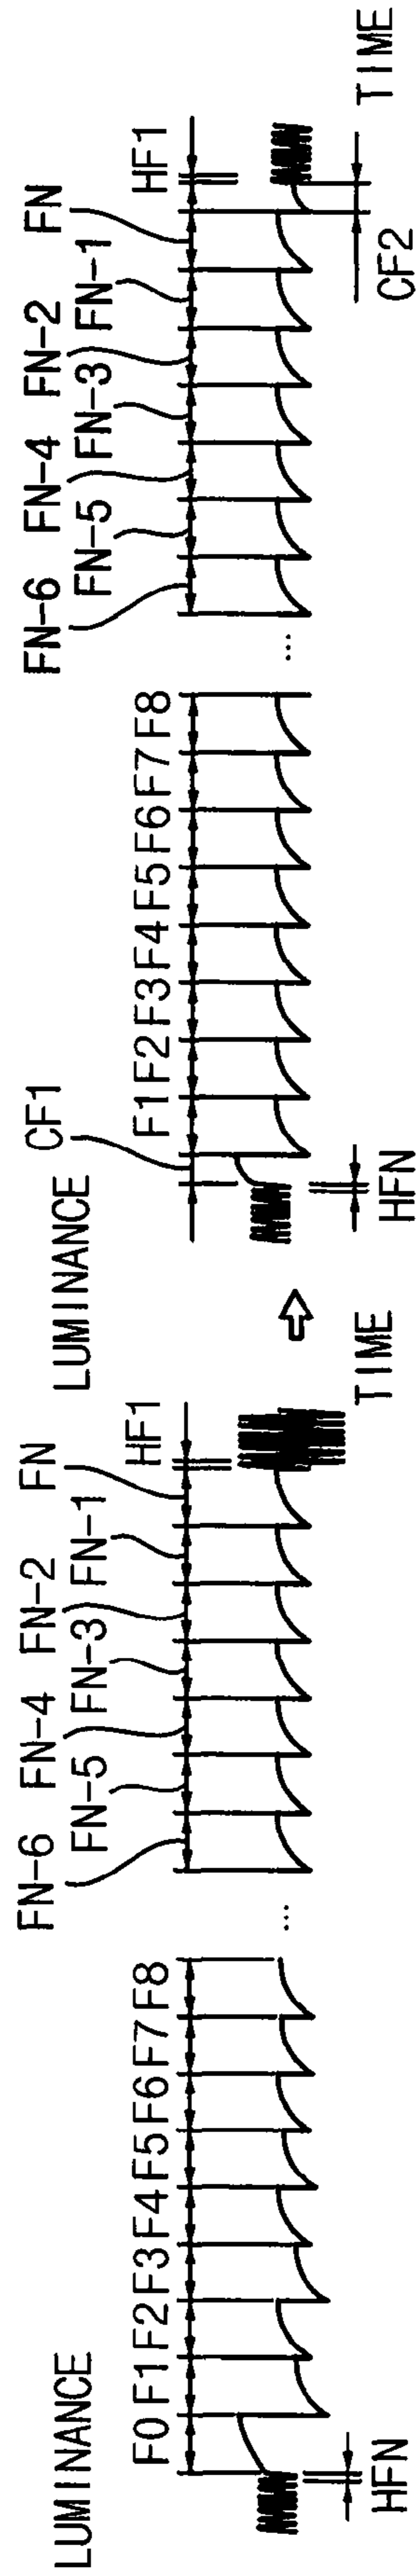 LUMINANCE
FN-6 FN-4 FN-2 FN
FN-5 FN-3 FN-1 HF1
F0 F1 F2 F3 F4 F5 F6 F7 F8
...
HFN
TIME
LUMINANCE
CF1
FN-6 FN-4 FN-2 FN
FN-5 FN-3 FN-1 HF1
F1 F2 F3 F4 F5 F6 F7 F8
...
HFN
CF2
TIME